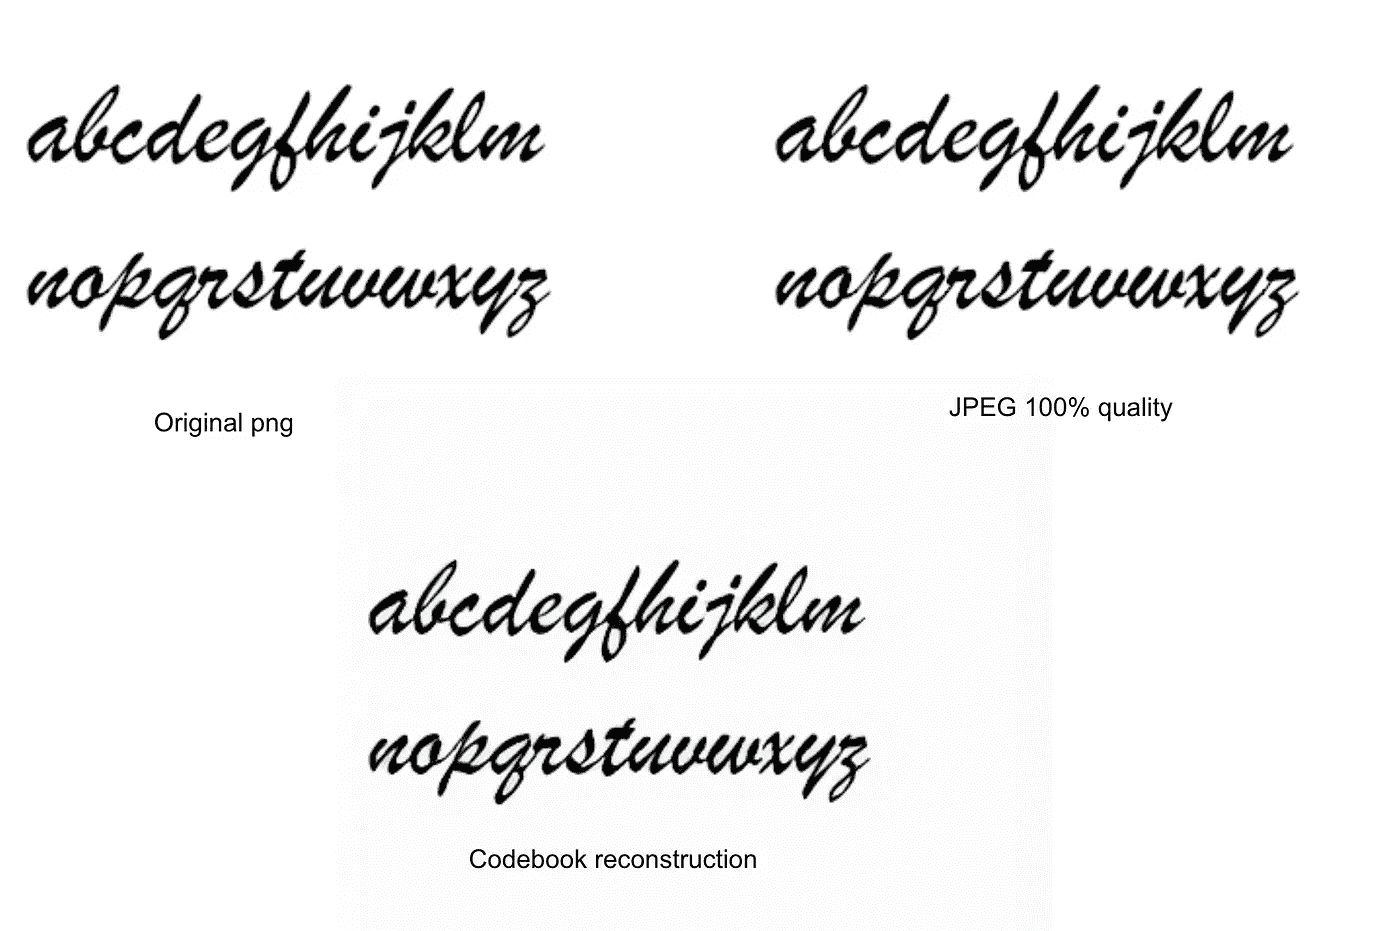 abcdegfhijklm
nopqrstuvwxyz
Original png
abcdegfhijklm
nopqrstuvwxyz
JPEG 100% quality
abcdegfhijklm
nopqrstuvwxyz
Codebook reconstruction